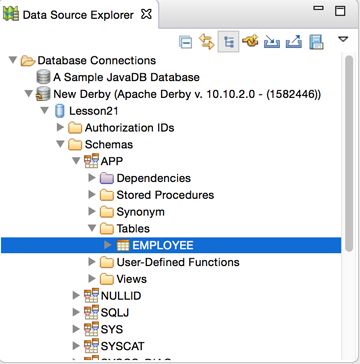 Data Source Explorer
Database Connections
A Sample JavaDB Database
New Derby (Apache Derby v. 10.10.2.0 - (1582446))
Lesson21
Authorization IDs
Schemas
APP
Dependencies
Stored Procedures
Synonym
Tables
EMPLOYEE
User-Defined Functions
Views
NULLID
SQLJ
SYS
SYSCAT